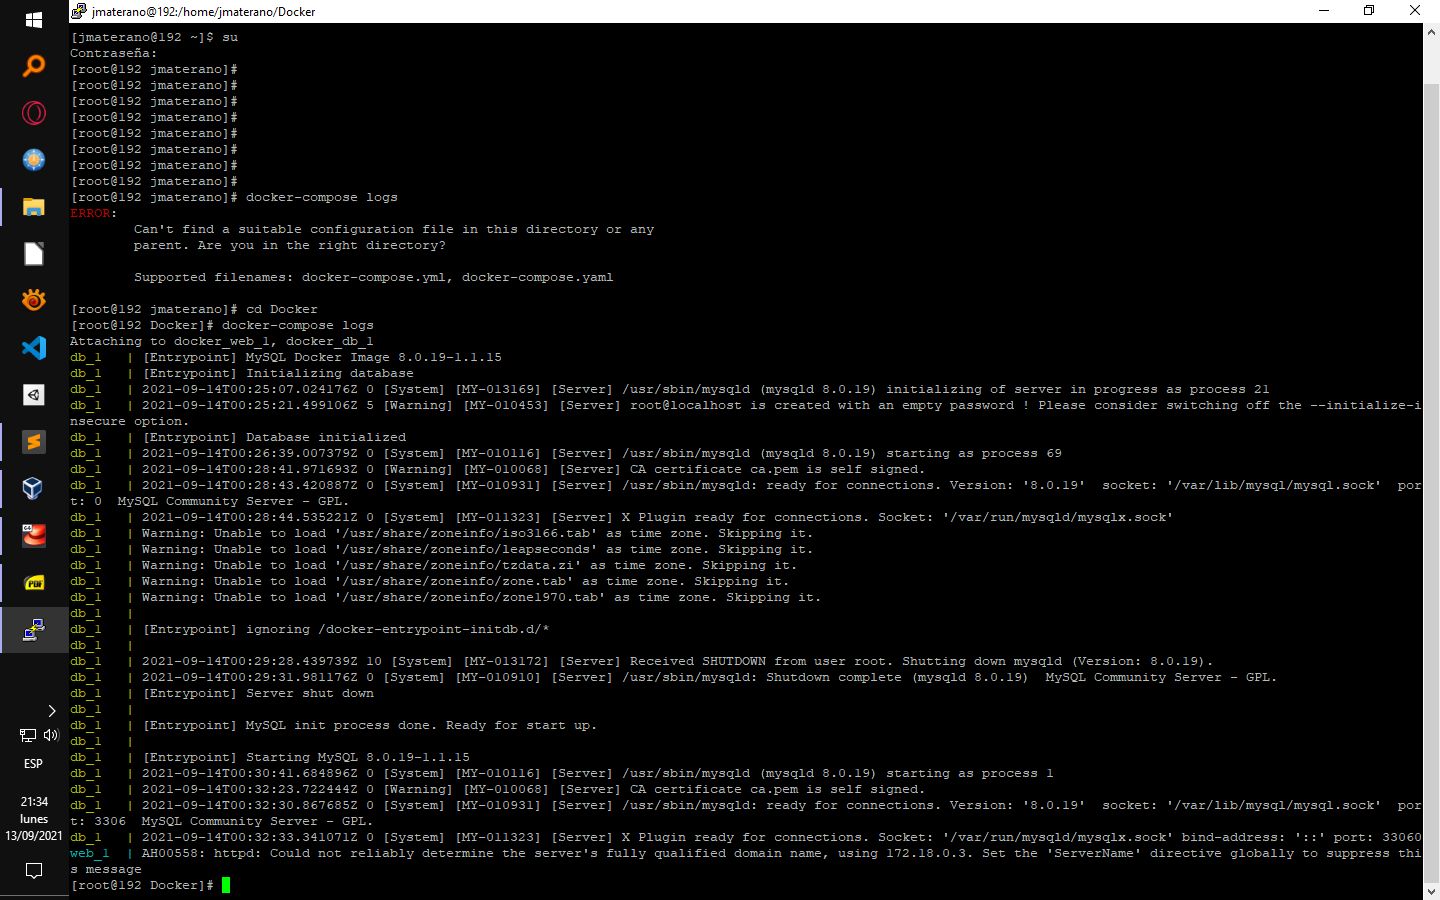 jmaterano@192:/home/jmaterano/Docker
[jmaterano@192 ~]$ su
Contraseña:
[root@192 jmaterano]#
[root@192 jmaterano]#
[root@192 jmaterano]#
[root@192 jmaterano]#
[root@192 jmaterano]#
[root@192 jmaterano]#
[root@192 jmaterano]#
[root@192 jmaterano]#
[root@192 jmaterano]# docker-compose logs
ERROR:
        Can't find a suitable configuration file in this directory or any
        parent. Are you in the right directory?
        Supported filenames: docker-compose.yml, docker-compose.yaml
[root@192 jmaterano]# cd Docker
[root@192 Docker]# docker-compose logs
Attaching to docker_web_1, docker_db_1
db_1   | [Entrypoint] MySQL Docker Image 8.0.19-1.1.15
db_1   | [Entrypoint] Initializing database
db_1   | 2021-09-14T00:25:07.024176Z 0 [System] [MY-013169] [Server] /usr/sbin/mysqld (mysqld 8.0.19) initializing of server in progress as process 21
db_1   | 2021-09-14T00:25:21.499106Z 5 [Warning] [MY-010453] [Server] root@localhost is created with an empty password ! Please consider switching off the --initialize-i
nsecure option.
db_1   | [Entrypoint] Database initialized
db_1   | 2021-09-14T00:26:39.007379Z 0 [System] [MY-010116] [Server] /usr/sbin/mysqld (mysqld 8.0.19) starting as process 69
db_1   | 2021-09-14T00:28:41.971693Z 0 [Warning] [MY-010068] [Server] CA certificate ca.pem is self signed.
db_1   | 2021-09-14T00:28:43.420887Z 0 [System] [MY-010931] [Server] /usr/sbin/mysqld: ready for connections. Version: '8.0.19'  socket: '/var/lib/mysql/mysql.sock'  por
t: 0  MySQL Community Server - GPL.
db_1   | 2021-09-14T00:28:44.535221Z 0 [System] [MY-011323] [Server] X Plugin ready for connections. Socket: '/var/run/mysqld/mysqlx.sock'
db_1   | Warning: Unable to load '/usr/share/zoneinfo/iso3166.tab' as time zone. Skipping it.
db_1   | Warning: Unable to load '/usr/share/zoneinfo/leapseconds' as time zone. Skipping it.
db_1   | Warning: Unable to load '/usr/share/zoneinfo/tzdata.zi' as time zone. Skipping it.
db_1   | Warning: Unable to load '/usr/share/zoneinfo/zone.tab' as time zone. Skipping it.
db_1   | Warning: Unable to load '/usr/share/zoneinfo/zone1970.tab' as time zone. Skipping it.
db_1   |
db_1   | [Entrypoint] ignoring /docker-entrypoint-initdb.d/*
db_1   |
db_1   | 2021-09-14T00:29:28.439739Z 10 [System] [MY-013172] [Server] Received SHUTDOWN from user root. Shutting down mysqld (Version: 8.0.19).
db_1   | 2021-09-14T00:29:31.981176Z 0 [System] [MY-010910] [Server] /usr/sbin/mysqld: Shutdown complete (mysqld 8.0.19)  MySQL Community Server - GPL.
db_1   | [Entrypoint] Server shut down
db_1   |
db_1   | [Entrypoint] MySQL init process done. Ready for start up.
db_1   |
db_1   | [Entrypoint] Starting MySQL 8.0.19-1.1.15
db_1   | 2021-09-14T00:30:41.684896Z 0 [System] [MY-010116] [Server] /usr/sbin/mysqld (mysqld 8.0.19) starting as process 1
db_1   | 2021-09-14T00:32:23.722444Z 0 [Warning] [MY-010068] [Server] CA certificate ca.pem is self signed.
db_1   | 2021-09-14T00:32:30.867685Z 0 [System] [MY-010931] [Server] /usr/sbin/mysqld: ready for connections. Version: '8.0.19'  socket: '/var/lib/mysql/mysql.sock'  por
t: 3306  MySQL Community Server - GPL.
db_1   | 2021-09-14T00:32:33.341071Z 0 [System] [MY-011323] [Server] X Plugin ready for connections. Socket: '/var/run/mysqld/mysqlx.sock' bind-address: '::' port: 33060
web_1  | AH00558: httpd: Could not reliably determine the server's fully qualified domain name, using 172.18.0.3. Set the 'ServerName' directive globally to suppress thi
s message
[root@192 Docker]#
PDF
ESP
21:34
lunes
13/09/2021